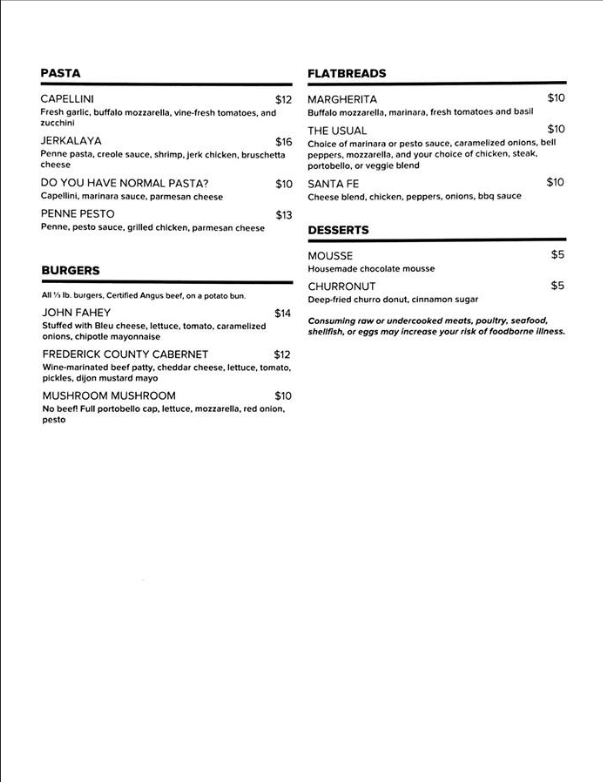 PASTA
CAPELLINI $12
Fresh garlic, buffalo mozzarella, vine-fresh tomatoes, and
zucchini
JERKALAYA $16
Penne pasta, creole sauce, shrimp, jerk chicken, bruschetta
cheese
DO YOU HAVE NORMAL PASTA? $10
Capellini, marinara sauce, parmesan cheese
PENNE PESTO $13
Penne, pesto sauce, grilled chicken, parmesan cheese
BURGERS
All ⅓ lb. burgers, Certified Angus beef, on a potato bun.
JOHN FAHEY $14
Stuffed with Bleu cheese, lettuce, tomato, caramelized
onions, chipotle mayonnaise
FREDERICK COUNTY CABERNET $12
Wine-marinated beef patty, cheddar cheese, lettuce, tomato,
pickles, dijon mustard mayo
MUSHROOM MUSHROOM $10
No beef! Full portobello cap, lettuce, mozzarella, red onion,
pesto
FLATBREADS
MARGHERITA $10
Buffalo mozzarella, marinara, fresh tomatoes and basil
THE USUAL $10
Choice of marinara or pesto sauce, caramelized onions, bell
peppers, mozzarella, and your choice of chicken, steak,
portobello, or veggie blend
SANTA FE $10
Cheese blend, chicken, peppers, onions, bbq sauce
DESSERTS
MOUSSE $5
Housemade chocolate mousse
CHURRONUT $5
Deep-fried churro donut, cinnamon sugar
Consuming raw or undercooked meats, poultry, seafood,
shellfish, or eggs may increase your risk of foodborne illness.